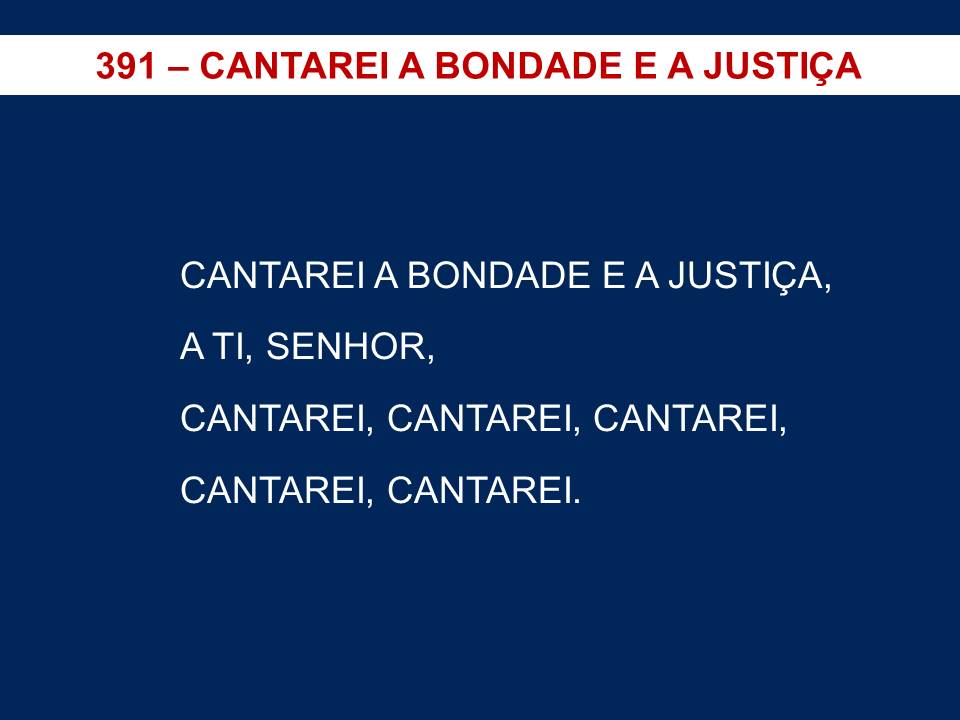 391 – CANTAREI A BONDADE E A JUSTIÇA
CANTAREI A BONDADE E A JUSTIÇA,
A TI, SENHOR,
CANTAREI, CANTAREI, CANTAREI,
CANTAREI, CANTAREI.